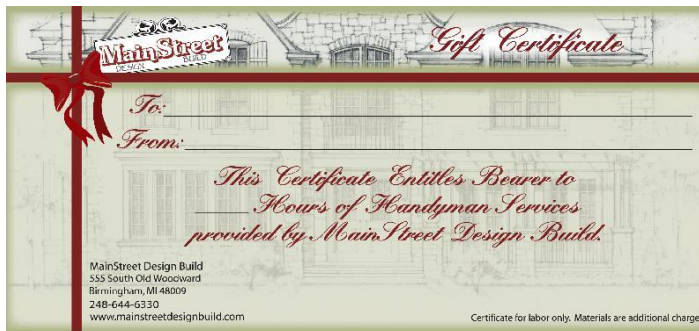 MainStreet
DESIGN BUILD
Gift Certificate
To:
From:
This Certificate Entitles Bearer to
Hours of Handyman Services
provided by MainStreet Design Build.
MainStreet Design Build
555 South Old Woodward
Birmingham, MI 48009
248-644-6330
www.mainstreetdesignbuild.com
Certificate for labor only. Materials are additional charge